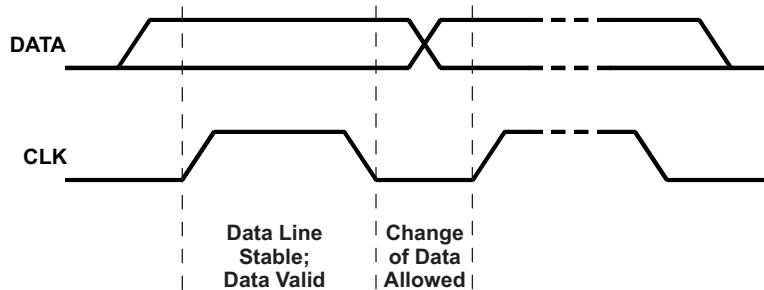 DATA
CLK
Data Line
Stable;
Data Valid
Change
of Data
Allowed